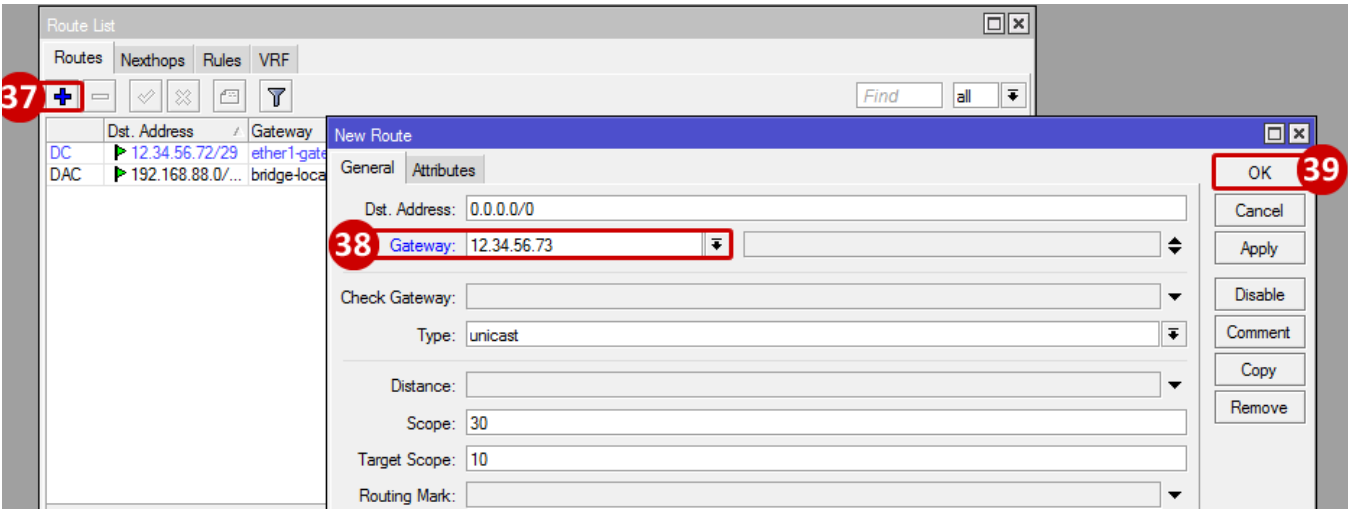 Route List
Routes Nexthops Rules VRF
37
Find all
Dst. Address / Gateway
DC 12.34.56.72/29 ether1-gate
DAC 192.168.88.0/... bridge-loca
New Route
General Attributes
Dst. Address: 0.0.0.0/0
38 Gateway: 12.34.56.73
Check Gateway:
Type: unicast
Distance:
Scope: 30
Target Scope: 10
Routing Mark:
OK 39
Cancel
Apply
Disable
Comment
Copy
Remove